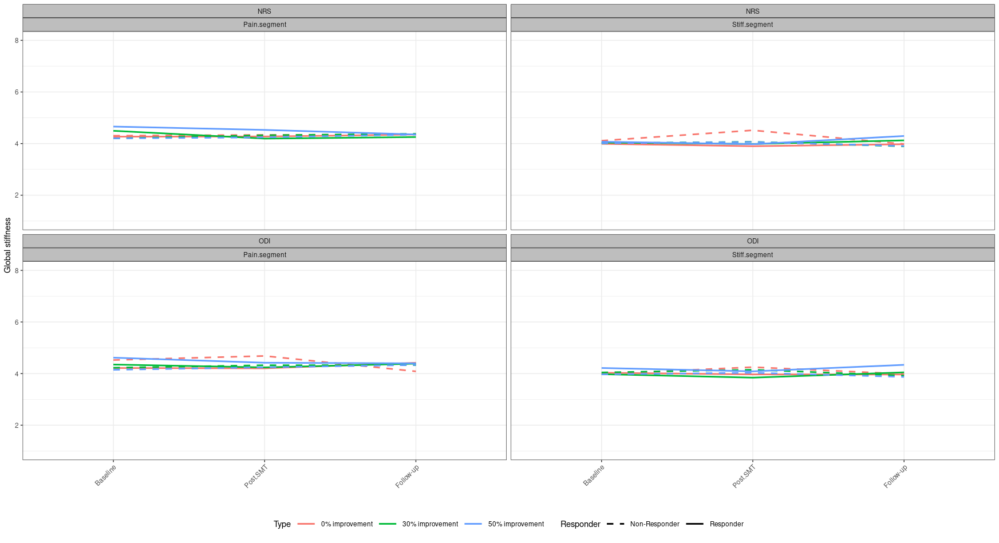 NRS
Pain.segment
NRS
Stiff.segment
8
6
4
2
Global stiffness
ODI
Pain.segment
ODI
Stiff.segment
8
6
4
2
Baseline
Post.SMT
Follow-up
Baseline
Post.SMT
Follow-up
Type 0% improvement 30% improvement 50% improvement Responder Non-Responder Responder